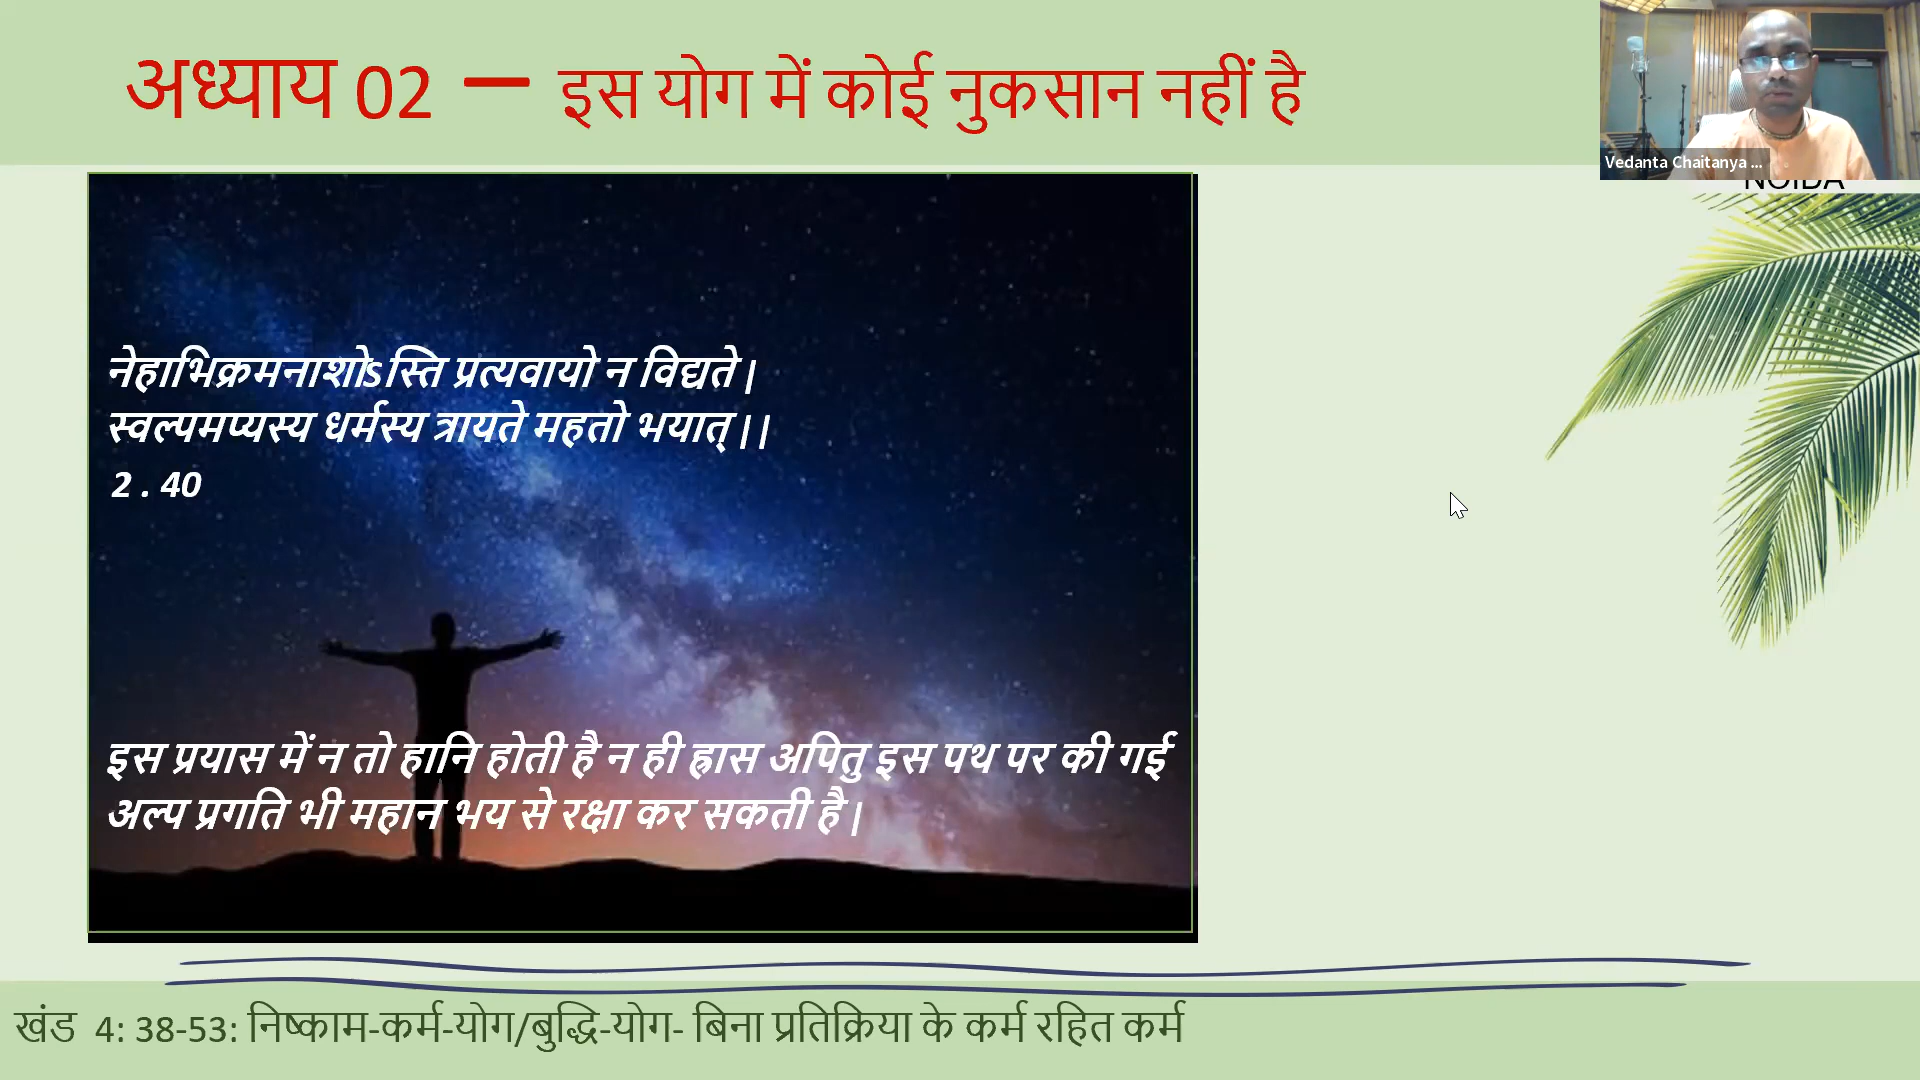 अध्याय 02 – इस योग में कोई नुकसान नहीं है
Vedanta Chaitanya ...
NOIDA
नेहाभिक्रमनाशोऽस्ति प्रत्यवायो न विद्यते |
स्वल्पमप्यस्य धर्मस्य त्रायते महतो भयात् | |
2 . 40
इस प्रयास में न तो हानि होती है न ही ह्रास अपितु इस पथ पर की गई
अल्प प्रगति भी महान भय से रक्षा कर सकती है |
खंड 4: 38-53: निष्काम-कर्म-योग/बुद्धि-योग- बिना प्रतिक्रिया के कर्म रहित कर्म